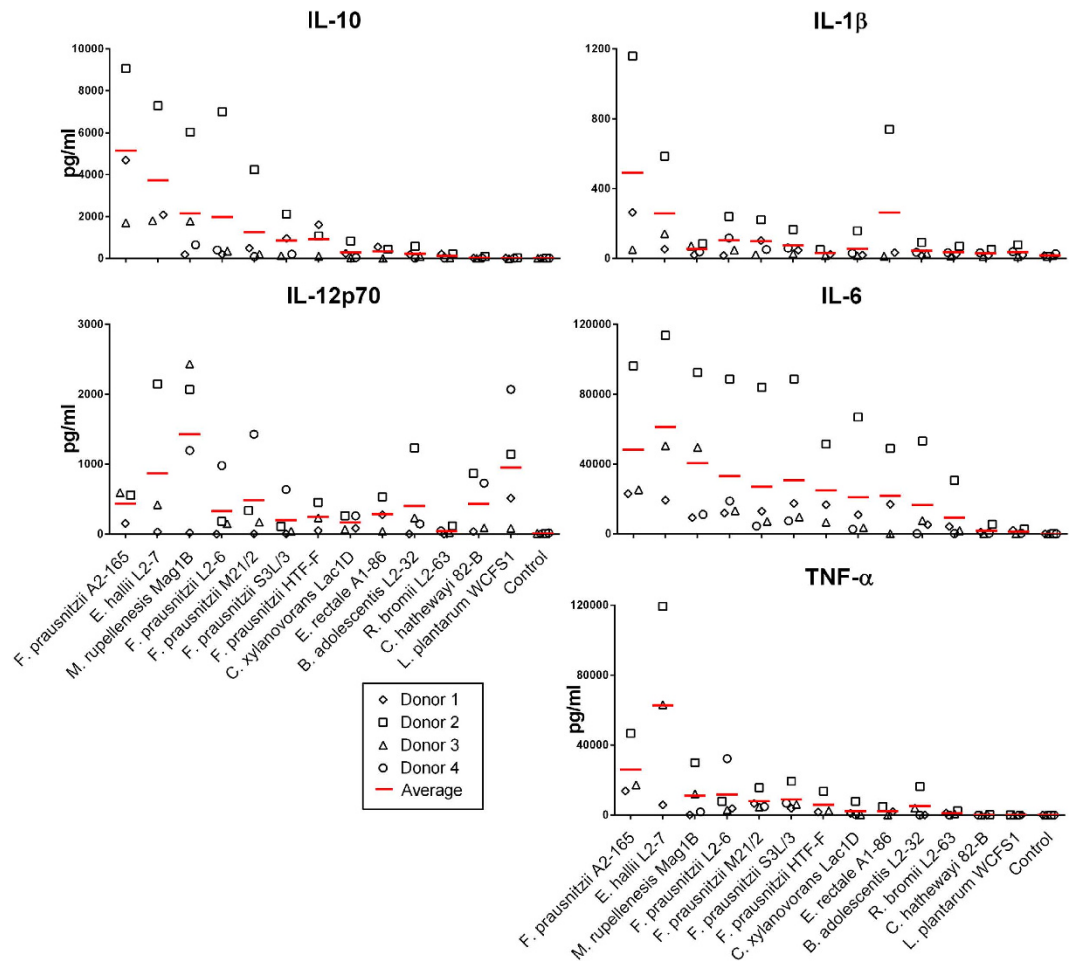 IL-10
10000
8000
6000
4000
2000
0
pg/ml
IL-1β
1200
800
400
0
IL-12p70
3000
2000
1000
0
pg/ml
F. prausnitzii A2-165
E. hallii L2-7
M. rupellenesis Mag1B
F. prausnitzii L2-6
F. prausnitzii M21/2
F. prausnitzii S3L/3
F. prausnitzii HTF-F
C. xylanovorans Lac1D
E. rectale A1-86
B. adolescentis L2-32
R. bromii L2-63
C. hathewayi 82-B
L. plantarum WCFS1
Control
IL-6
120000
80000
40000
0
Donor 1
Donor 2
Donor 3
Donor 4
Average
TNF-α
120000
80000
40000
0
pg/ml
F. prausnitzii A2-165
E. hallii L2-7
M. rupellenesis Mag1B
F. prausnitzii L2-6
F. prausnitzii M21/2
F. prausnitzii S3L/3
F. prausnitzii HTF-F
C. xylanovorans Lac1D
E. rectale A1-86
B. adolescentis L2-32
R. bromii L2-63
C. hathewayi 82-B
L. plantarum WCFS1
Control